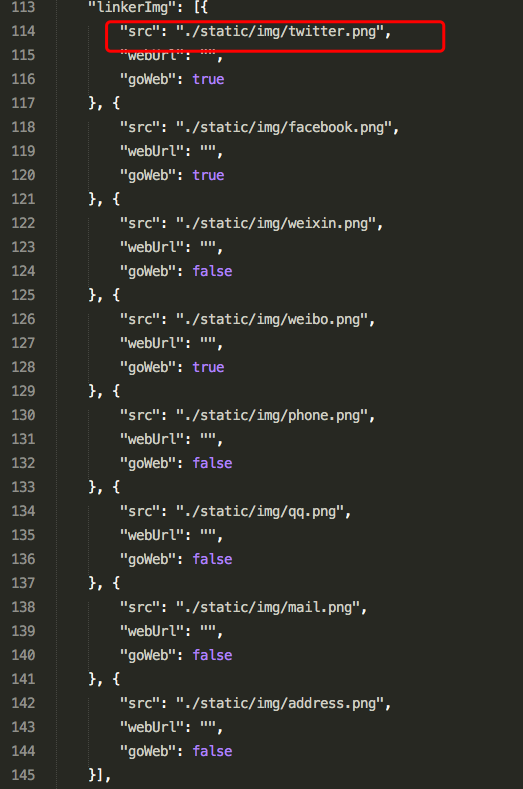 113 "linkerImg": [{
114 "src": "./static/img/twitter.png",
115 "webUrl": "",
116 "goWeb": true
117 }, {
118 "src": "./static/img/facebook.png",
119 "webUrl": "",
120 "goWeb": true
121 }, {
122 "src": "./static/img/weixin.png",
123 "webUrl": "",
124 "goWeb": false
125 }, {
126 "src": "./static/img/weibo.png",
127 "webUrl": "",
128 "goWeb": true
129 }, {
130 "src": "./static/img/phone.png",
131 "webUrl": "",
132 "goWeb": false
133 }, {
134 "src": "./static/img/qq.png",
135 "webUrl": "",
136 "goWeb": false
137 }, {
138 "src": "./static/img/mail.png",
139 "webUrl": "",
140 "goWeb": false
141 }, {
142 "src": "./static/img/address.png",
143 "webUrl": "",
144 "goWeb": false
145 }],